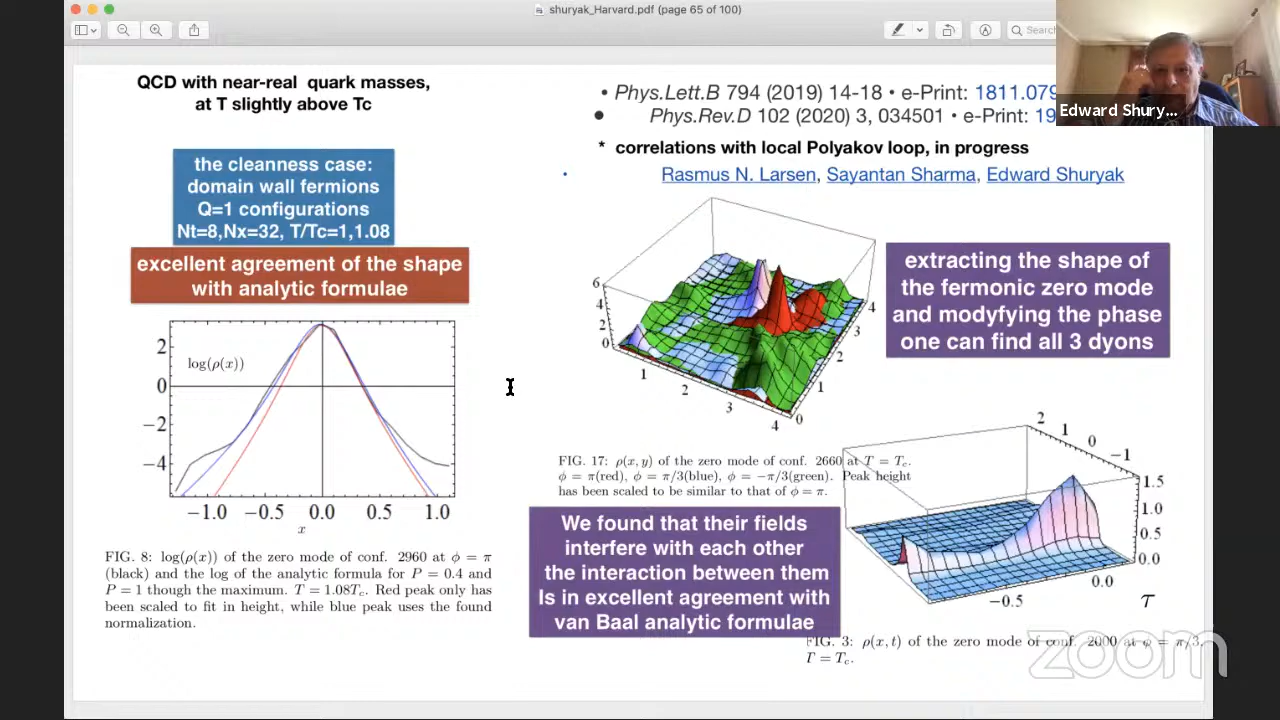 shuryak_Harvard.pdf (page 65 of 100)
Search
Edward Shury...
QCD with near-real quark masses,
at T slightly above Tc
the cleanness case:
domain wall fermions
Q=1 configurations
Nt=8,Nx=32, T/Tc=1,1.08
excellent agreement of the shape
with analytic formulae
2
0
−2
−4
log(ρ(x))
−1.0 −0.5 0.0 0.5 1.0
x
FIG. 8: log(ρ(x)) of the zero mode of conf. 2960 at ϕ = π
(black) and the log of the analytic formula for P = 0.4 and
P = 1 though the maximum. T = 1.08Tc. Red peak only has
been scaled to fit in height, while blue peak uses the found
normalization.
• Phys.Lett.B 794 (2019) 14-18 • e-Print: 1811.079
• Phys.Rev.D 102 (2020) 3, 034501 • e-Print: 19
* correlations with local Polyakov loop, in progress
• Rasmus N. Larsen, Sayantan Sharma, Edward Shuryak
6
4
2
0
1
2
3
4
0
1
2
3
4
extracting the shape of
the fermonic zero mode
and modyfying the phase
one can find all 3 dyons
FIG. 17: ρ(x, y) of the zero mode of conf. 2660 at T = Tc.
ϕ = π(red), ϕ = π/3(blue), ϕ = −π/3(green). Peak height
has been scaled to be similar to that of ϕ = π.
We found that their fields
interfere with each other
the interaction between them
Is in excellent agreement with
van Baal analytic formulae
2
1
0
−1
1.5
1.0
0.5
0.0
0.0
−0.5
τ
FIG. 3: ρ(x, t) of the zero mode of conf. 2000 at ϕ = π/3.
T = Tc.
zoom